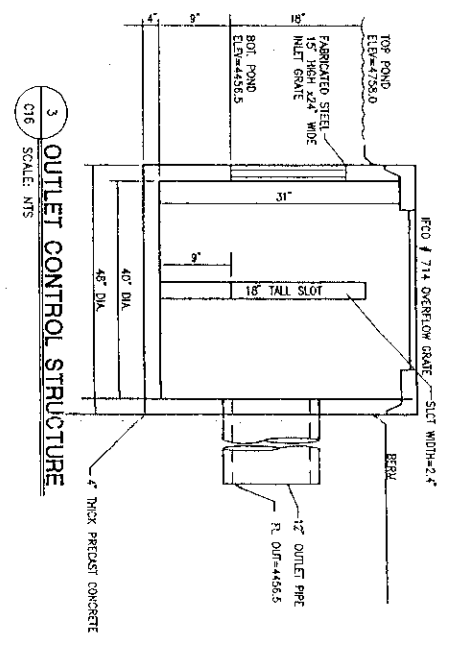 4"
9"
18"
TOP POND
ELEV=4758.0
FABRICATED STEEL
15" HIGH x24" WIDE
INLET GRATE
BOT. POND
ELEV=4456.5
31"
9"
18" TALL SLOT
40" DIA.
48" DIA.
IFCO # 714 OVERFLOW GRATE
SLOT WIDTH=2.4"
BERM
12" OUTLET PIPE
FL OUT=4456.5
4" THICK PRECAST CONCRETE
3
C16
OUTLET CONTROL STRUCTURE
SCALE: NTS